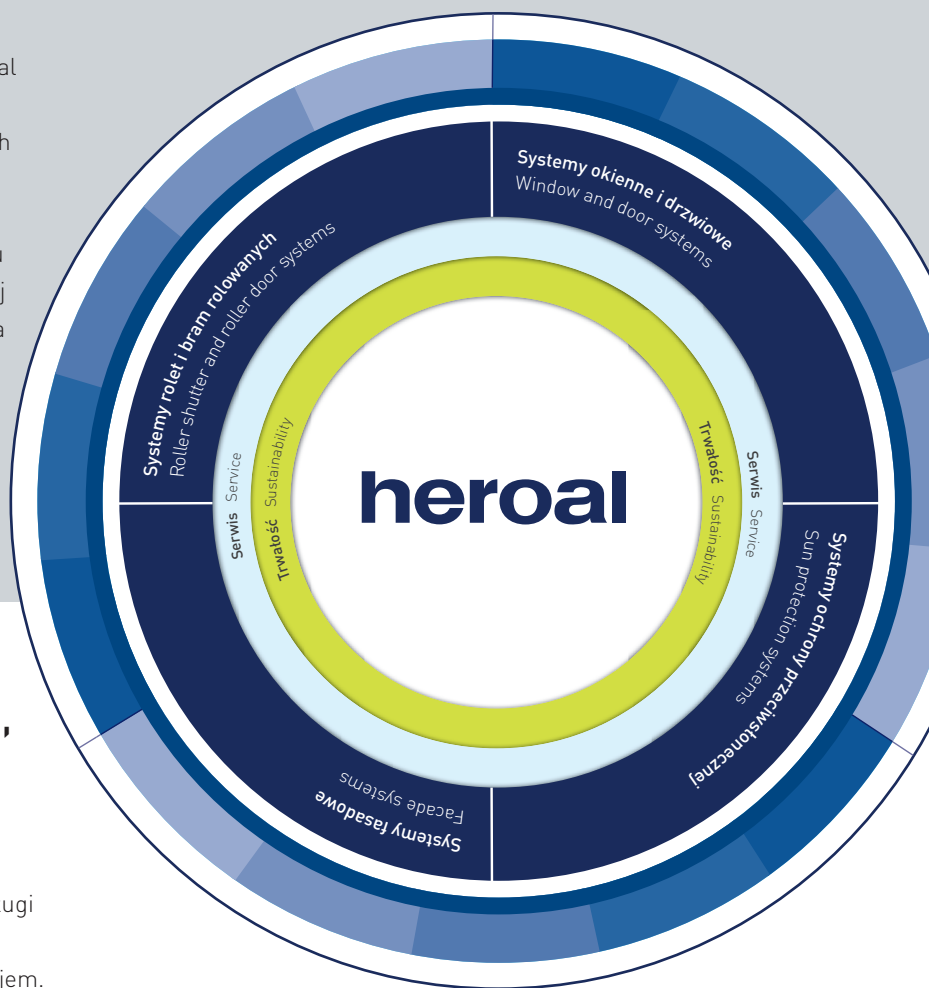 Systemy okienne i drzwiowe
Window and door systems
Systemy rolet i bram rolowanych
Roller shutter and roller door systems
Serwis Service
Trwałość Sustainability
heroal
Trwałość Sustainability
Serwis Service
Systemy ochrony przeciwsłonecznej
Sun protection systems
Systemy fasadowe
Facade systems